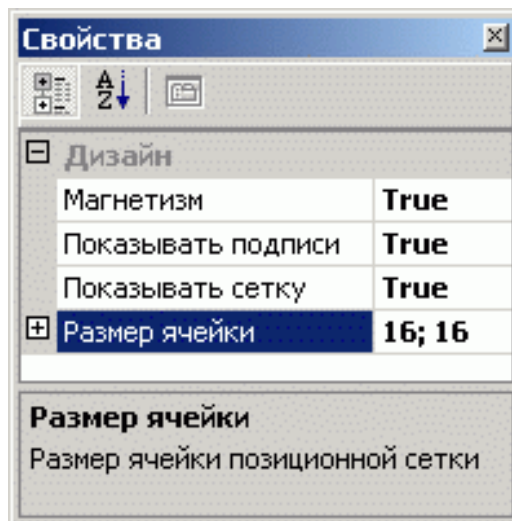 Свойства
Дизайн
Магнетизм True
Показывать подписи True
Показывать сетку True
Размер ячейки 16; 16
Размер ячейки
Размер ячейки позиционной сетки